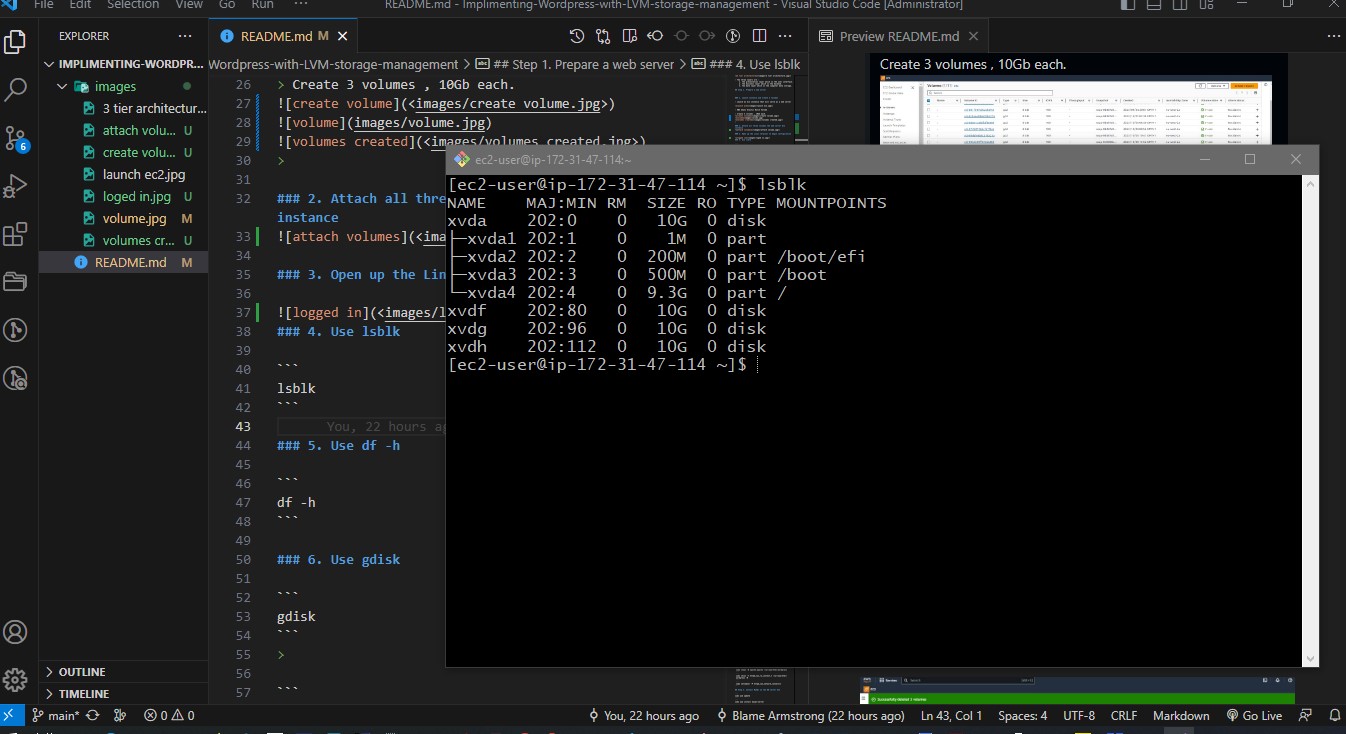 File Edit Selection View Go Run ··· README.md - Implimenting-Wordpress-with-LVM-storage-management - Visual Studio Code [Administrator]
EXPLORER ···
README.md M
Preview README.md
IMPLIMENTING-WORDPR...
Wordpress-with-LVM-storage-management > ## Step 1. Prepare a web server > ### 4. Use lsblk
images
3 tier architectur...
attach volu... U
create volu... U
launch ec2.jpg
loged in.jpg U
volume.jpg M
volumes cr... U
README.md M
26 > Create 3 volumes , 10Gb each.
27 ![create volume](<images/create volume.jpg>)
28 ![volume](images/volume.jpg)
29 ![volumes created](<images/volumes created.jpg>)
30 >
31
32 ### 2. Attach all thre
instance
33 ![attach volumes](<ima
34
35 ### 3. Open up the Lin
36
37 ![logged in](<images/l
38 ### 4. Use lsblk
39
40 ```
41 lsblk
42 ```
43 You, 22 hours ag
44 ### 5. Use df -h
45
46 ```
47 df -h
48 ```
49
50 ### 6. Use gdisk
51
52 ```
53 gdisk
54 ```
55 >
56
57 ```
Create 3 volumes , 10Gb each.
ec2-user@ip-172-31-47-114:~
[ec2-user@ip-172-31-47-114 ~]$ lsblk
NAME MAJ:MIN RM SIZE RO TYPE MOUNTPOINTS
xvda 202:0 0 10G 0 disk
├─xvda1 202:1 0 1M 0 part
├─xvda2 202:2 0 200M 0 part /boot/efi
├─xvda3 202:3 0 500M 0 part /boot
└─xvda4 202:4 0 9.3G 0 part /
xvdf 202:80 0 10G 0 disk
xvdg 202:96 0 10G 0 disk
xvdh 202:112 0 10G 0 disk
[ec2-user@ip-172-31-47-114 ~]$
OUTLINE
TIMELINE
6
main* 0 0 You, 22 hours ago Blame Armstrong (22 hours ago) Ln 43, Col 1 Spaces: 4 UTF-8 CRLF Markdown Go Live